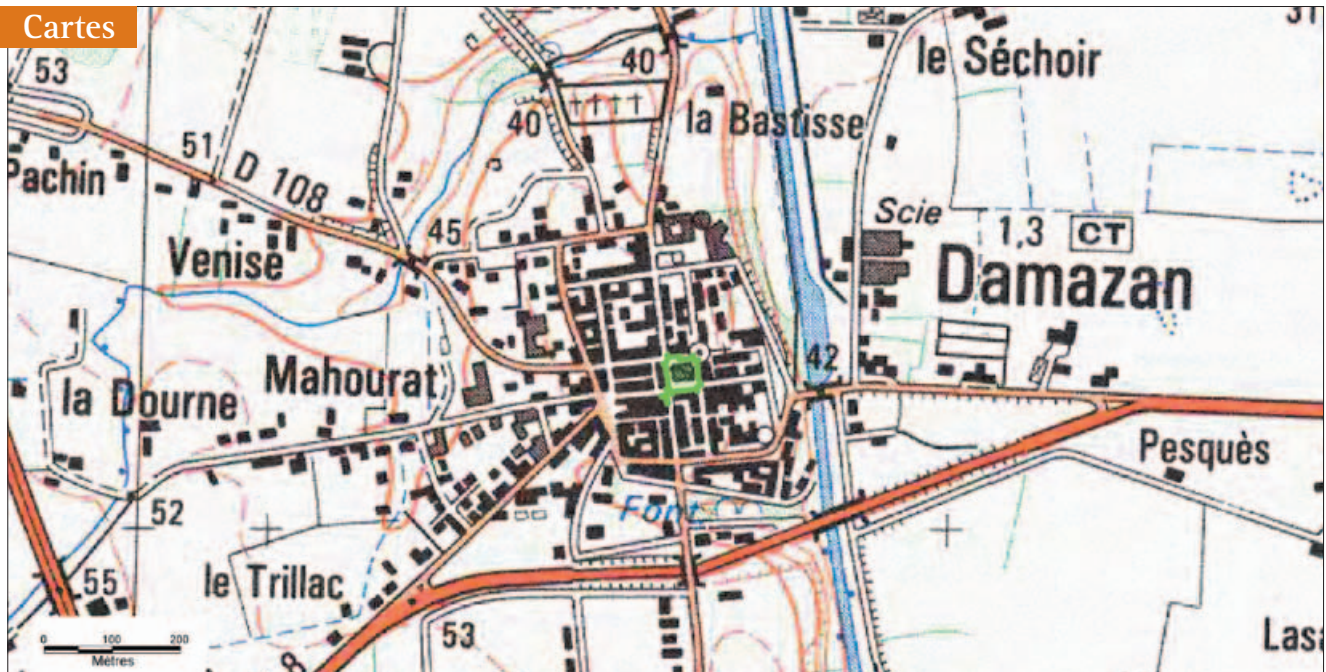 Cartes
31
53
40
le Séchoir
40
la Bastisse
51
Pachin
D 108
Scie
45
1,3 CT
Venise
Damazan
42
Mahourat
la Dourne
Pesquès
Font.
52
55
le Trillac
53
0 100 200
Mètres
8
Las